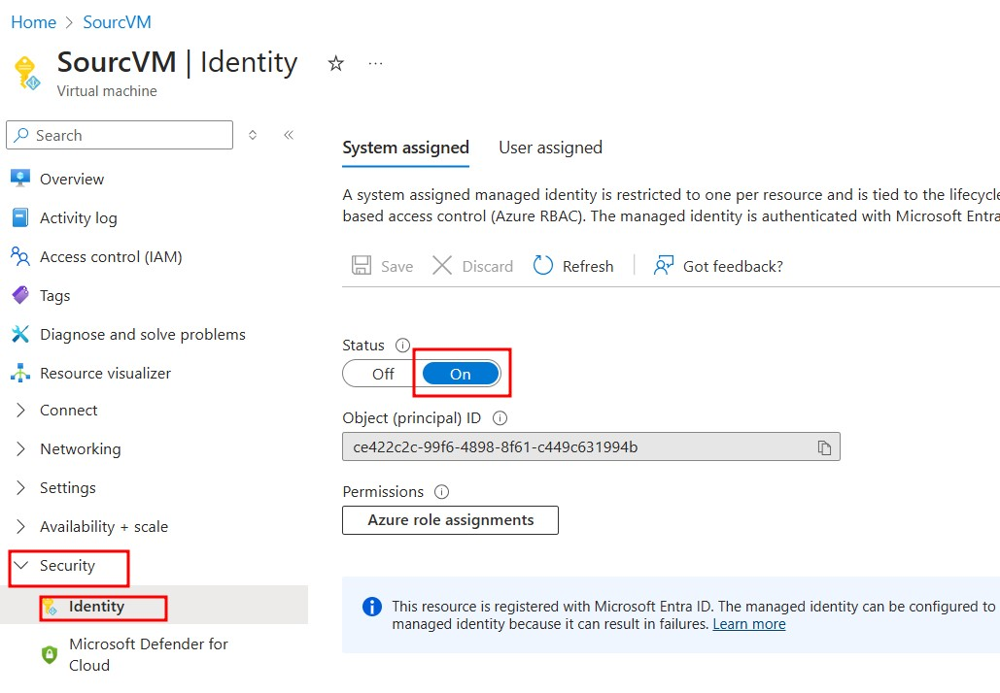 Home > SourcVM
SourcVM | Identity
Virtual machine
Search
Overview
Activity log
Access control (IAM)
Tags
Diagnose and solve problems
Resource visualizer
Connect
Networking
Settings
Availability + scale
Security
Identity
Microsoft Defender for
Cloud
System assigned User assigned
A system assigned managed identity is restricted to one per resource and is tied to the lifecycle
based access control (Azure RBAC). The managed identity is authenticated with Microsoft Entra
Save Discard Refresh Got feedback?
Status
Off On
Object (principal) ID
ce422c2c-99f6-4898-8f61-c449c631994b
Permissions
Azure role assignments
This resource is registered with Microsoft Entra ID. The managed identity can be configured to
managed identity because it can result in failures. Learn more